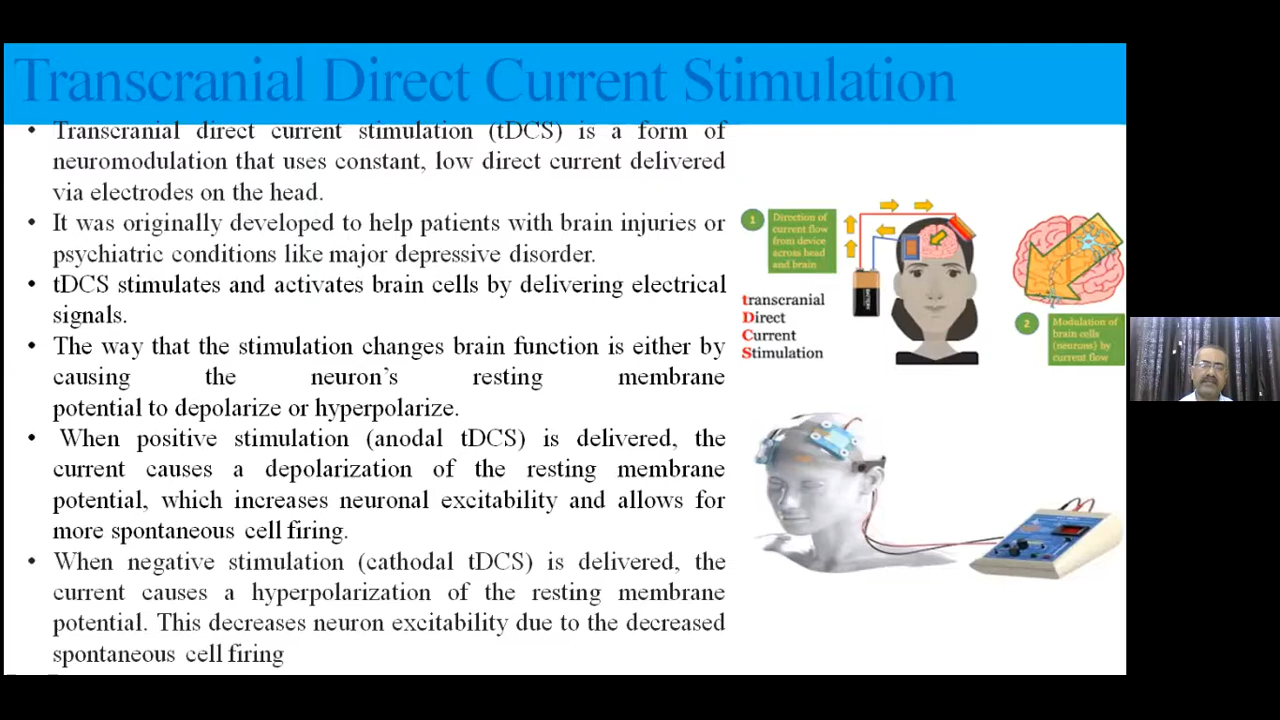 Transcranial Direct Current Stimulation
• Transcranial direct current stimulation (tDCS) is a form of
neuromodulation that uses constant, low direct current delivered
via electrodes on the head.
• It was originally developed to help patients with brain injuries or
psychiatric conditions like major depressive disorder.
• tDCS stimulates and activates brain cells by delivering electrical
signals.
• The way that the stimulation changes brain function is either by
causing the neuron's resting membrane
potential to depolarize or hyperpolarize.
• When positive stimulation (anodal tDCS) is delivered, the
current causes a depolarization of the resting membrane
potential, which increases neuronal excitability and allows for
more spontaneous cell firing.
• When negative stimulation (cathodal tDCS) is delivered, the
current causes a hyperpolarization of the resting membrane
potential. This decreases neuron excitability due to the decreased
spontaneous cell firing
1
Direction of
current flow
from device
across head
and brain
BATTERY
transcranial
Direct
Current
Stimulation
2
Modulation of
brain cells
(neurons) by
current flow